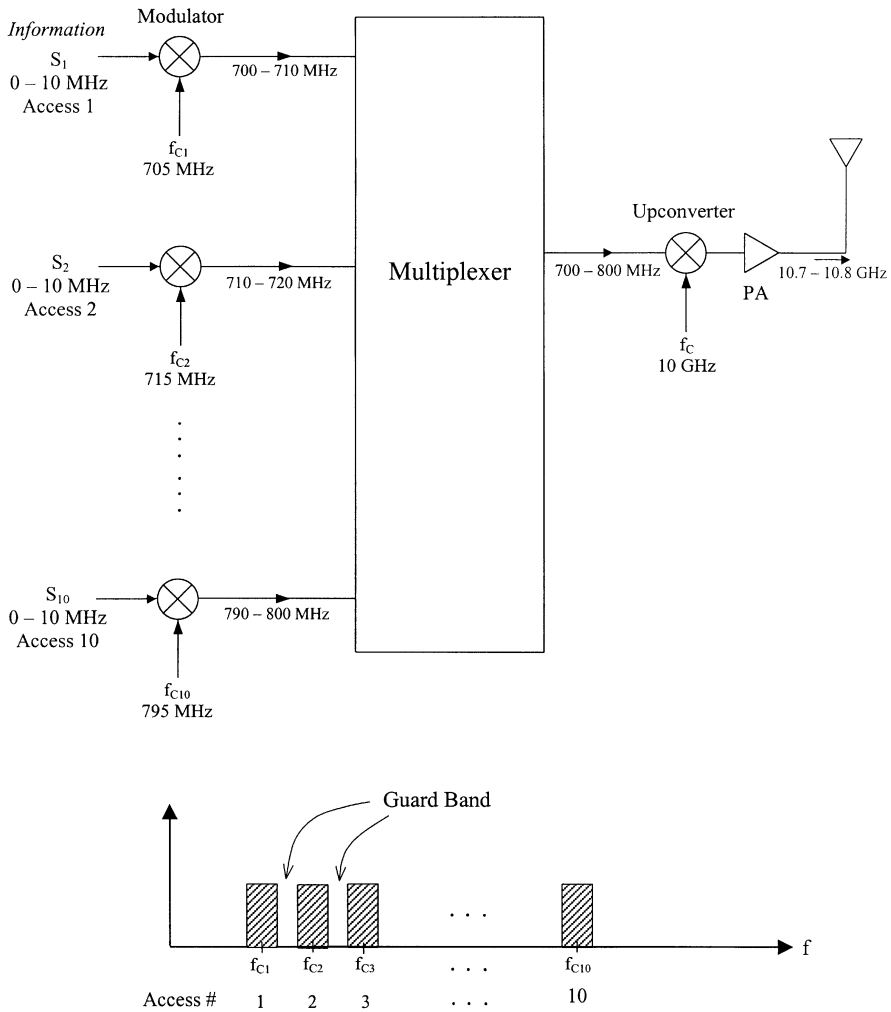 Information
Modulator
S1
0 – 10 MHz
Access 1
700 – 710 MHz
fC1
705 MHz
S2
0 – 10 MHz
Access 2
710 – 720 MHz
fC2
715 MHz
Multiplexer
Upconverter
700 – 800 MHz
PA
10.7 – 10.8 GHz
fC
10 GHz
S10
0 – 10 MHz
Access 10
790 – 800 MHz
fC10
795 MHz
Guard Band
. . .
f
fC1 fC2 fC3 . . . fC10
Access # 1 2 3 . . . 10